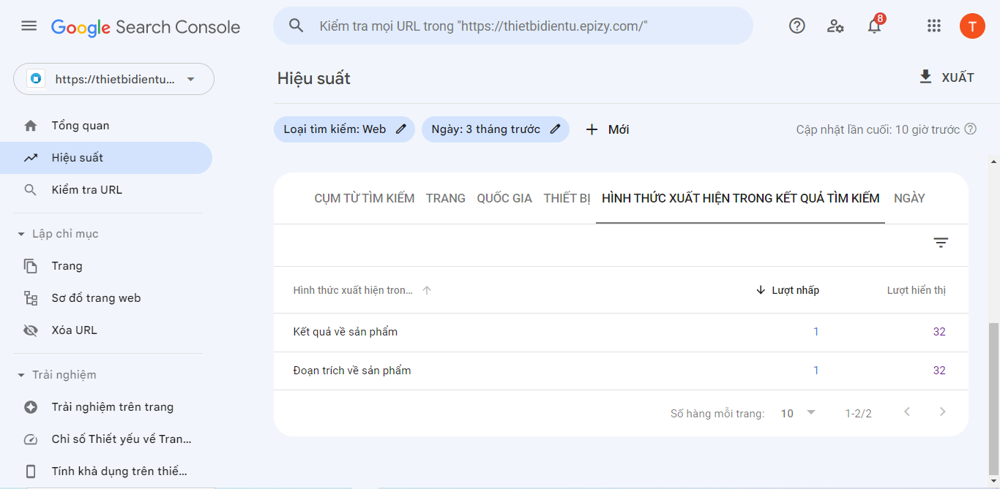 Google Search Console
Kiểm tra mọi URL trong "https://thietbidientu.epizy.com/"
8
T
https://thietbidientu...
Hiệu suất
XUẤT
Tổng quan
Hiệu suất
Kiểm tra URL
Lập chỉ mục
Trang
Sơ đồ trang web
Xóa URL
Trải nghiệm
Trải nghiệm trên trang
Chỉ số Thiết yếu về Tran...
Tính khả dụng trên thiế...
Loại tìm kiếm: Web
Ngày: 3 tháng trước
Mới
Cập nhật lần cuối: 10 giờ trước
CỤM TỪ TÌM KIẾM TRANG QUỐC GIA THIẾT BỊ HÌNH THỨC XUẤT HIỆN TRONG KẾT QUẢ TÌM KIẾM NGÀY
Hình thức xuất hiện tron... Lượt nhấp Lượt hiển thị
Kết quả về sản phẩm 1 32
Đoạn trích về sản phẩm 1 32
Số hàng mỗi trang: 10 1-2/2